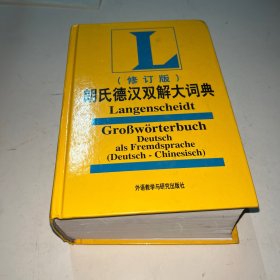 L
(修订版)
朗氏德汉双解大词典
Langenscheidt
Großwörterbuch
Deutsch
als Fremdsprache
(Deutsch - Chinesisch)
外语教学与研究出版社